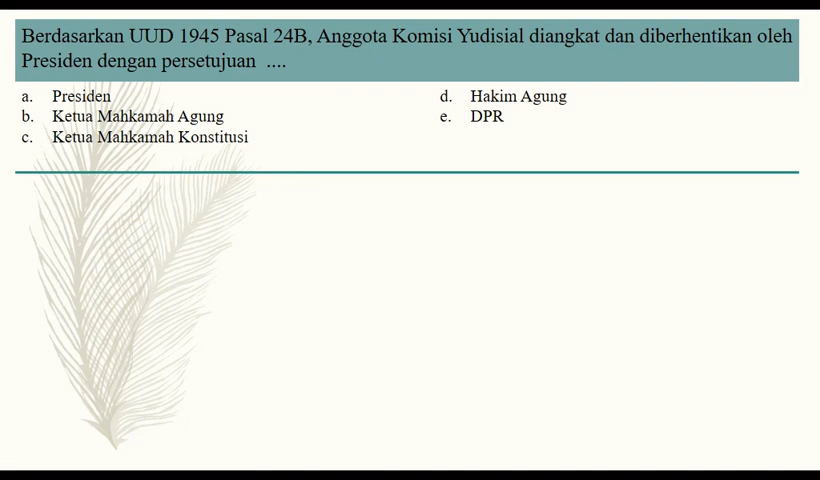 Berdasarkan UUD 1945 Pasal 24B, Anggota Komisi Yudisial diangkat dan diberhentikan oleh
Presiden dengan persetujuan ....
a. Presiden
b. Ketua Mahkamah Agung
c. Ketua Mahkamah Konstitusi
d. Hakim Agung
e. DPR